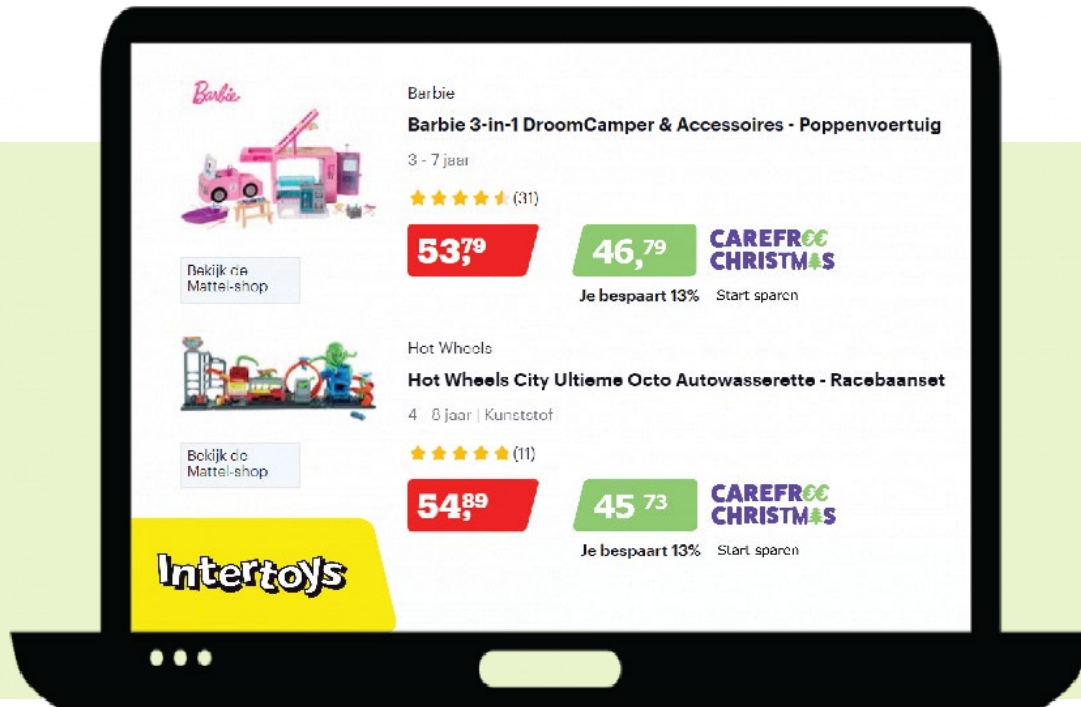 Barbie
Barbie
Barbie 3-in-1 DroomCamper & Accessoires - Poppenvoertuig
3 - 7 jaar
(31)
53,79
46,79
CAREFR€€
CHRISTMAS
Bekijk de
Mattel-shop
Je bespaart 13% Start sparen
Hot Wheels
Hot Wheels City Ultieme Octo Autowasserette - Racebaanset
4 - 8 jaar | Kunststof
(11)
Bekijk de
Mattel-shop
54,89
45 73
CAREFR€€
CHRISTMAS
Je bespaart 13% Start sparen
Intertoys